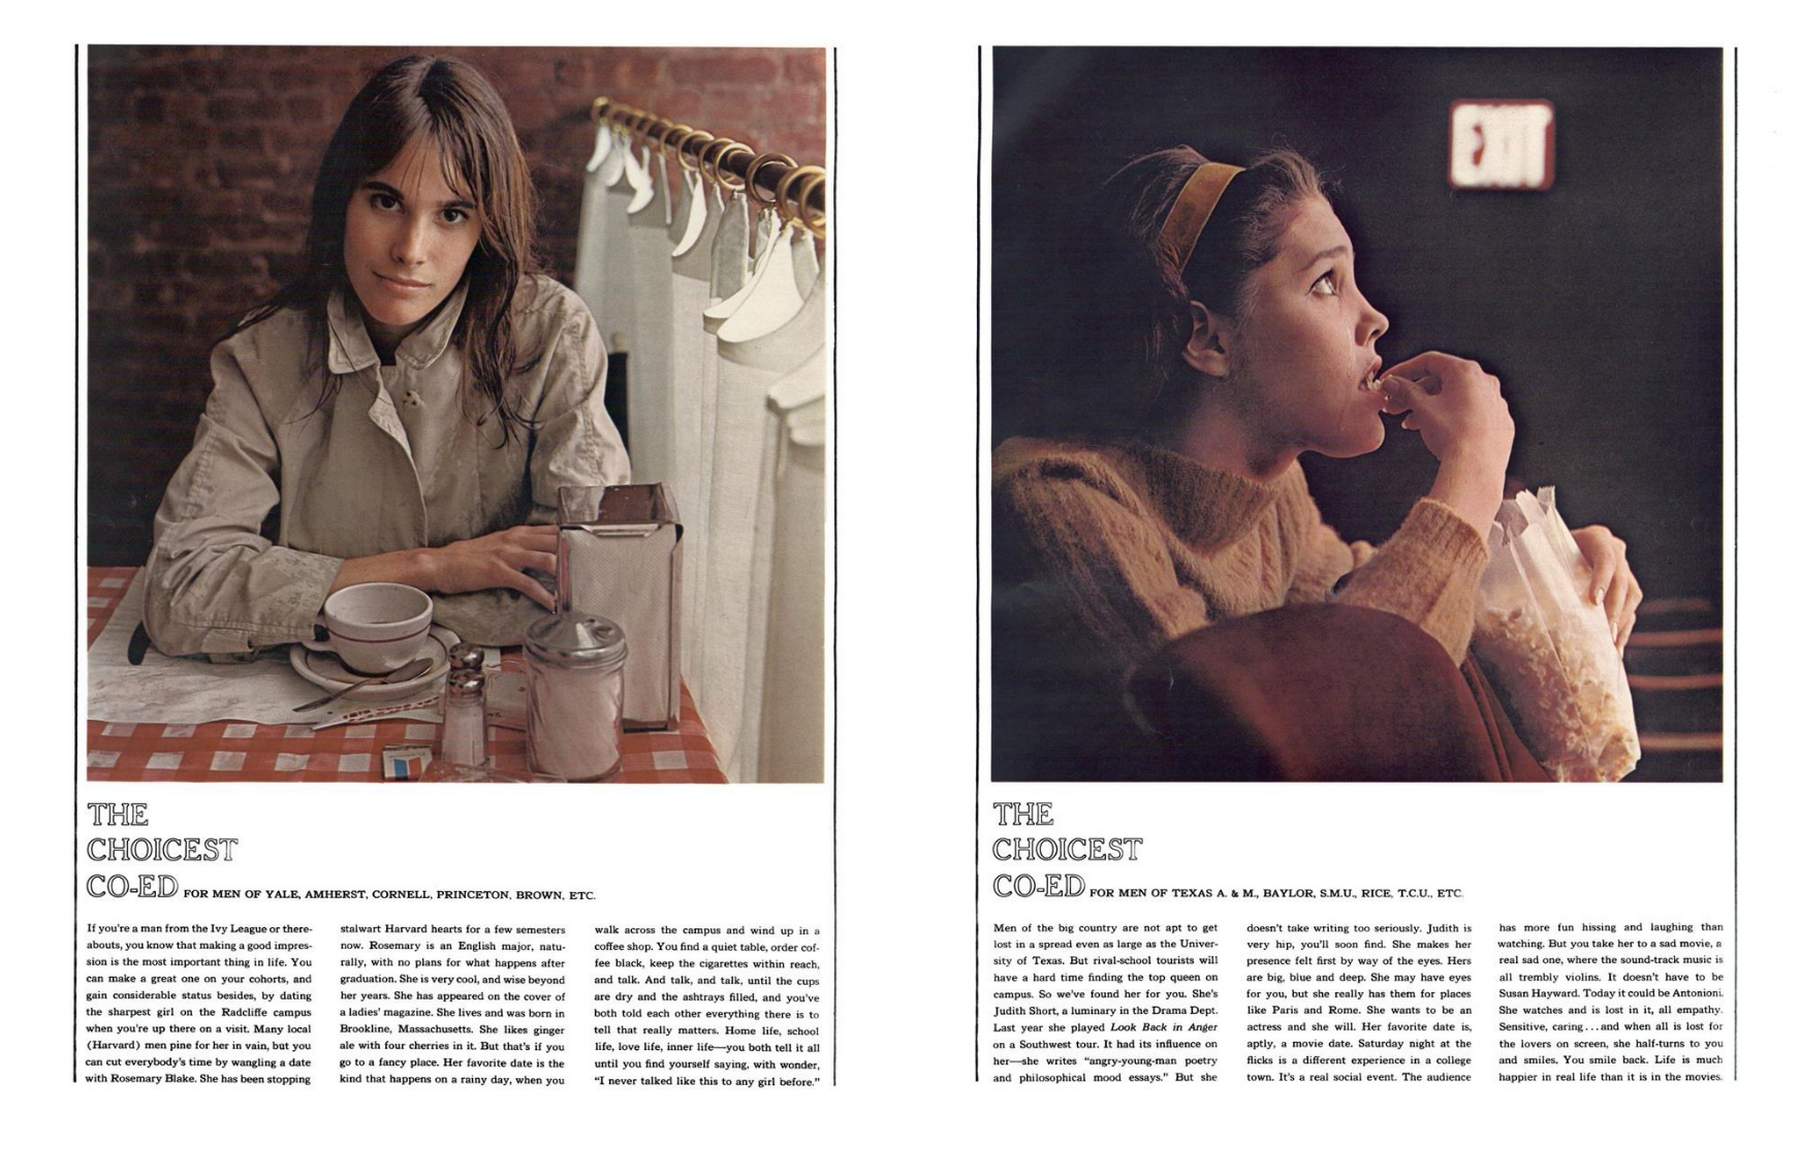 THE
CHOICEST
CO-ED FOR MEN OF YALE, AMHERST, CORNELL, PRINCETON, BROWN, ETC.
If you're a man from the Ivy League or there-
abouts, you know that making a good impres-
sion is the most important thing in life. You
can make a great one on your cohorts, and
gain considerable status besides, by dating
the sharpest girl on the Radcliffe campus
when you're up there on a visit. Many local
(Harvard) men pine for her in vain, but you
can cut everybody's time by wangling a date
with Rosemary Blake. She has been stopping
stalwart Harvard hearts for a few semesters
now. Rosemary is an English major, natu-
rally, with no plans for what happens after
graduation. She is very cool, and wise beyond
her years. She has appeared on the cover of
a ladies' magazine. She lives and was born in
Brookline, Massachusetts. She likes ginger
ale with four cherries in it. But that's if you
go to a fancy place. Her favorite date is the
kind that happens on a rainy day, when you
walk across the campus and wind up in a
coffee shop. You find a quiet table, order cof-
fee black, keep the cigarettes within reach,
and talk. And talk, and talk, until the cups
are dry and the ashtrays filled, and you've
both told each other everything there is to
tell that really matters. Home life, school
life, love life, inner life—you both tell it all
until you find yourself saying, with wonder,
"I never talked like this to any girl before."
EXIT
THE
CHOICEST
CO-ED FOR MEN OF TEXAS A. & M., BAYLOR, S.M.U., RICE, T.C.U., ETC.
Men of the big country are not apt to get
lost in a spread even as large as the Univer-
sity of Texas. But rival-school tourists will
have a hard time finding the top queen on
campus. So we've found her for you. She's
Judith Short, a luminary in the Drama Dept.
Last year she played Look Back in Anger
on a Southwest tour. It had its influence on
her—she writes "angry-young-man poetry
and philosophical mood essays." But she
doesn't take writing too seriously. Judith is
very hip, you'll soon find. She makes her
presence felt first by way of the eyes. Hers
are big, blue and deep. She may have eyes
for you, but she really has them for places
like Paris and Rome. She wants to be an
actress and she will. Her favorite date is,
aptly, a movie date. Saturday night at the
flicks is a different experience in a college
town. It's a real social event. The audience
has more fun hissing and laughing than
watching. But you take her to a sad movie, a
real sad one, where the sound-track music is
all trembly violins. It doesn't have to be
Susan Hayward. Today it could be Antonioni.
She watches and is lost in it, all empathy.
Sensitive, caring...and when all is lost for
the lovers on screen, she half-turns to you
and smiles. You smile back. Life is much
happier in real life than it is in the movies.